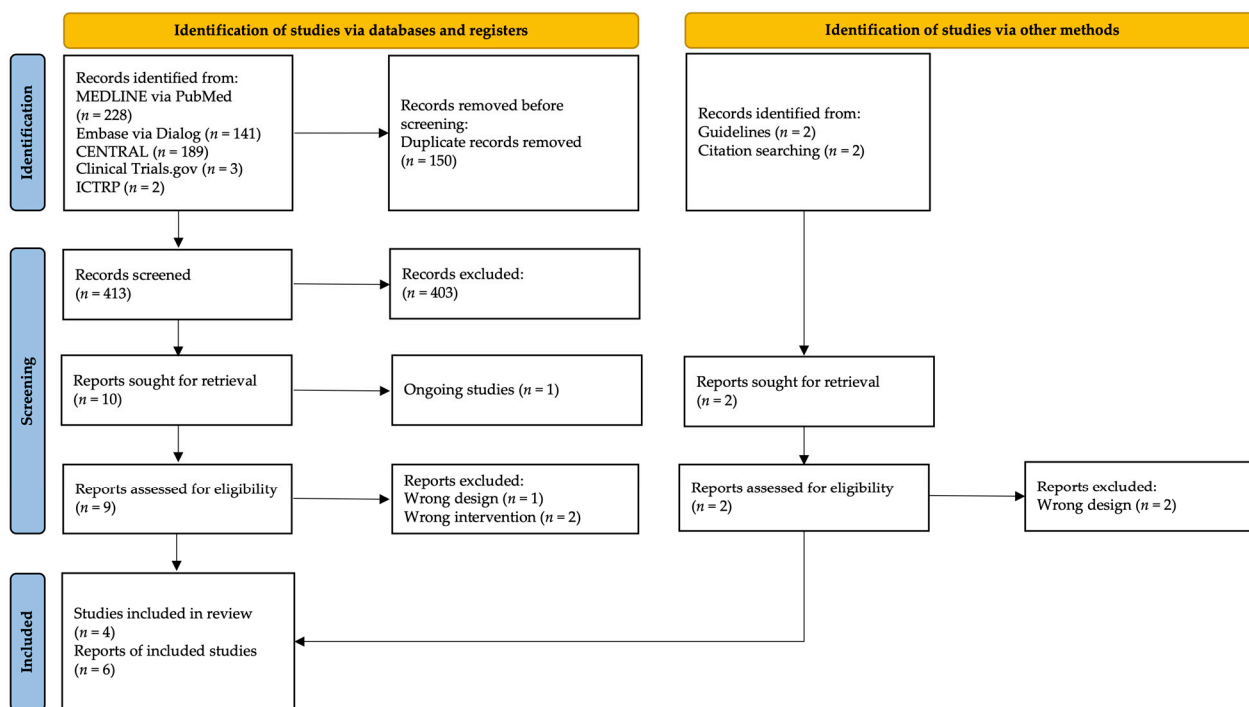 Identification of studies via databases and registers
Identification of studies via other methods
Identification
Records identified from:
MEDLINE via PubMed
(n = 228)
Embase via Dialog (n = 141)
CENTRAL (n = 189)
Clinical Trials.gov (n = 3)
ICTRP (n = 2)
Records removed before
screening:
Duplicate records removed
(n = 150)
Records identified from:
Guidelines (n = 2)
Citation searching (n = 2)
Screening
Records screened
(n = 413)
Records excluded:
(n = 403)
Reports sought for retrieval
(n = 10)
Ongoing studies (n = 1)
Reports sought for retrieval
(n = 2)
Reports assessed for eligibility
(n = 9)
Reports excluded:
Wrong design (n = 1)
Wrong intervention (n = 2)
Reports assessed for eligibility
(n = 2)
Reports excluded:
Wrong design (n = 2)
Included
Studies included in review
(n = 4)
Reports of included studies
(n = 6)